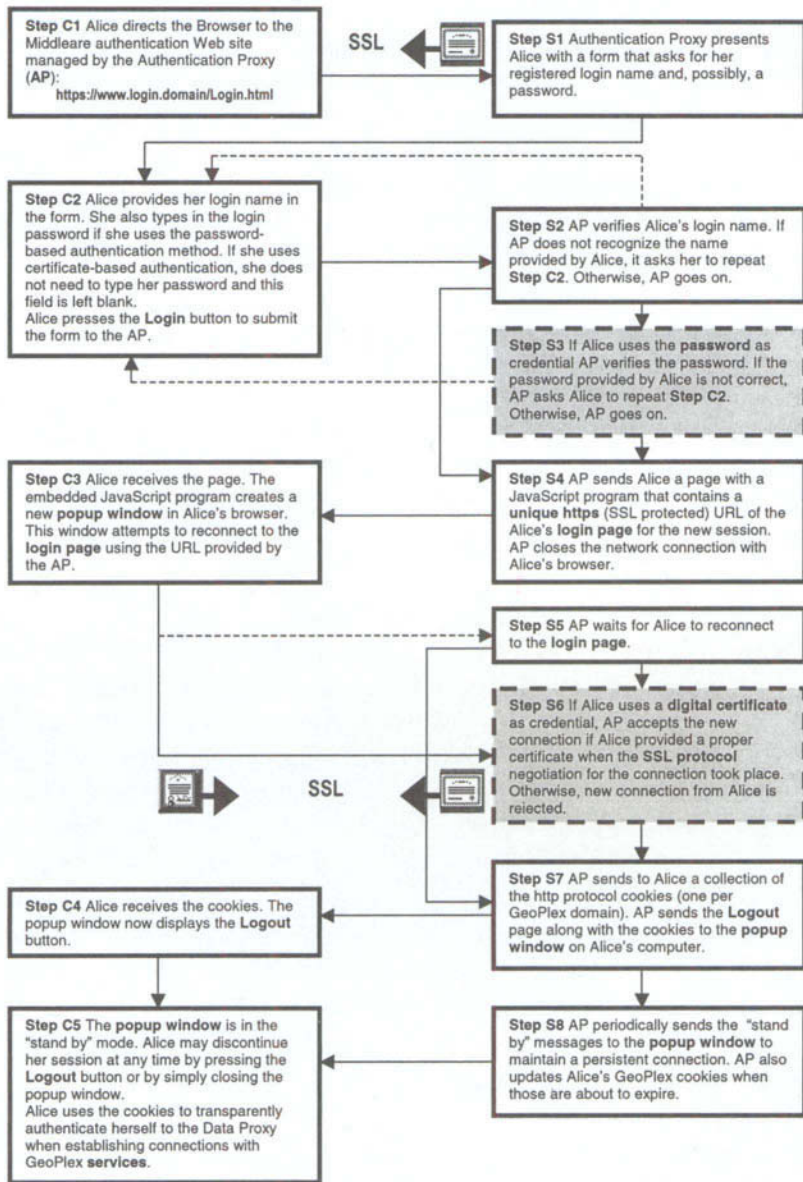 Step C1 Alice directs the Browser to the
Middleare authentication Web site
managed by the Authentication Proxy
(AP):
https://www.login.domain/Login.html
SSL
Step S1 Authentication Proxy presents
Alice with a form that asks for her
registered login name and, possibly, a
password.
Step C2 Alice provides her login name in
the form. She also types in the login
password if she uses the password-
based authentication method. If she uses
certificate-based authentication, she does
not need to type her password and this
field is left blank.
Alice presses the Login button to submit
the form to the AP.
Step S2 AP verifies Alice's login name. If
AP does not recognize the name
provided by Alice, it asks her to repeat
Step C2. Otherwise, AP goes on.
Step S3 If Alice uses the password as
credential AP verifies the password. If the
password provided by Alice is not correct,
AP asks Alice to repeat Step C2.
Otherwise, AP goes on.
Step C3 Alice receives the page. The
embedded JavaScript program creates a
new popup window in Alice's browser.
This window attempts to reconnect to the
login page using the URL provided by
the AP.
Step S4 AP sends Alice a page with a
JavaScript program that contains a
unique https (SSL protected) URL of the
Alice's login page for the new session.
AP closes the network connection with
Alice's browser.
Step S5 AP waits for Alice to reconnect
to the login page.
Step S6 If Alice uses a digital certificate
as credential, AP accepts the new
connection if Alice provided a proper
certificate when the SSL protocol
negotiation for the connection took place.
Otherwise, new connection from Alice is
rejected.
SSL
Step C4 Alice receives the cookies. The
popup window now displays the Logout
button.
Step S7 AP sends to Alice a collection of
the http protocol cookies (one per
GeoPlex domain). AP sends the Logout
page along with the cookies to the popup
window on Alice's computer.
Step C5 The popup window is in the
"stand by" mode. Alice may discontinue
her session at any time by pressing the
Logout button or by simply closing the
popup window.
Alice uses the cookies to transparently
authenticate herself to the Data Proxy
when establishing connections with
GeoPlex services.
Step S8 AP periodically sends the "stand
by" messages to the popup window to
maintain a persistent connection. AP also
updates Alice's GeoPlex cookies when
those are about to expire.